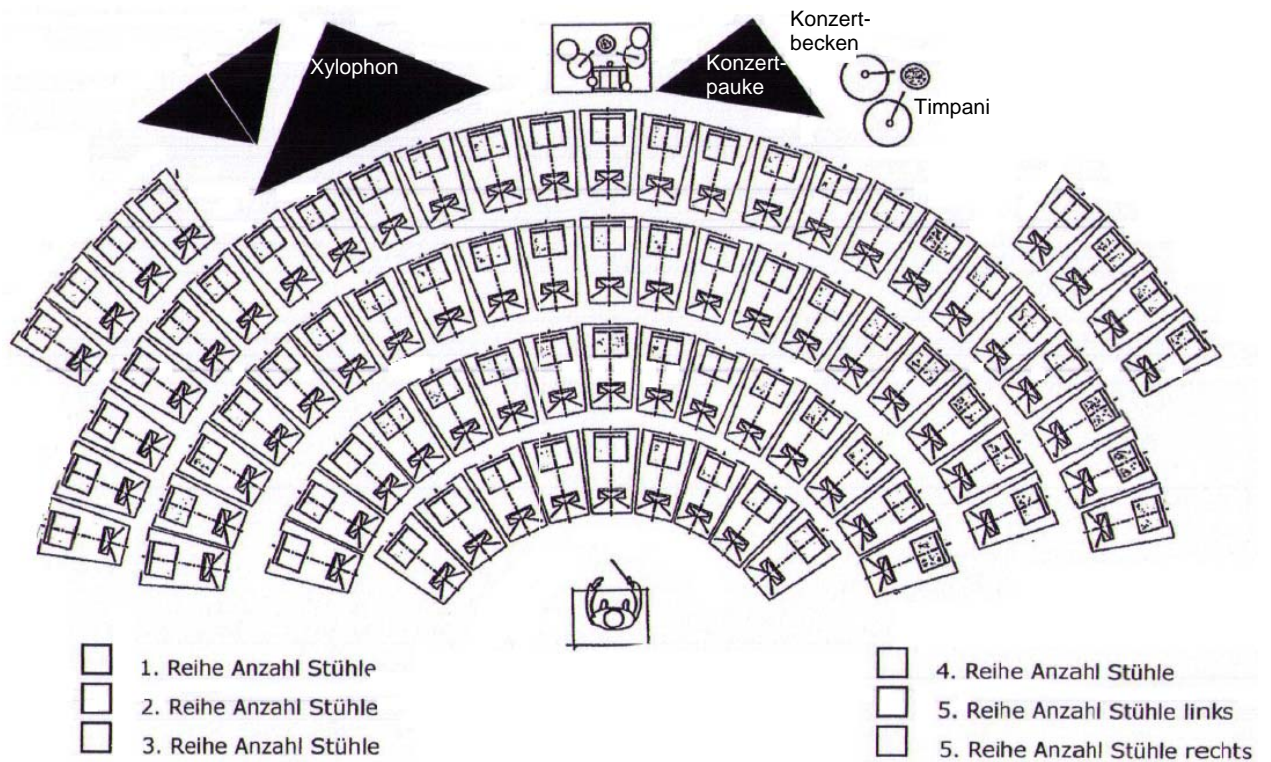 Konzert-
becken
Xylophon
Konzert-
pauke
Timpani
1. Reihe Anzahl Stühle
2. Reihe Anzahl Stühle
3. Reihe Anzahl Stühle
4. Reihe Anzahl Stühle
5. Reihe Anzahl Stühle links
5. Reihe Anzahl Stühle rechts